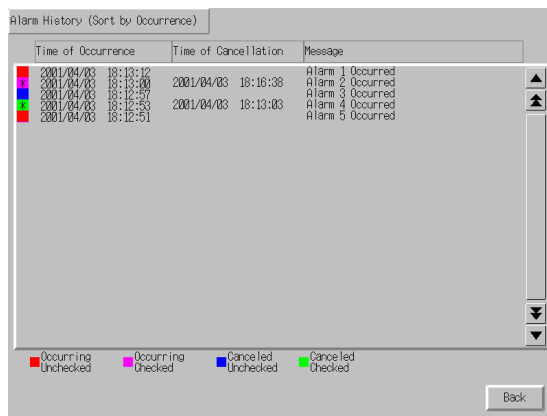 Alarm History (Sort by Occurrence)
Time of Occurrence Time of Cancellation Message
2001/04/03 18:13:12 Alarm 1 Occurred
* 2001/04/03 18:13:00 2001/04/03 18:16:38 Alarm 2 Occurred
2001/04/03 18:12:57 Alarm 3 Occurred
* 2001/04/03 18:12:53 2001/04/03 18:13:03 Alarm 4 Occurred
2001/04/03 18:12:51 Alarm 5 Occurred
Occurring Occurring Canceled Canceled
Unchecked Checked Unchecked Checked
Back